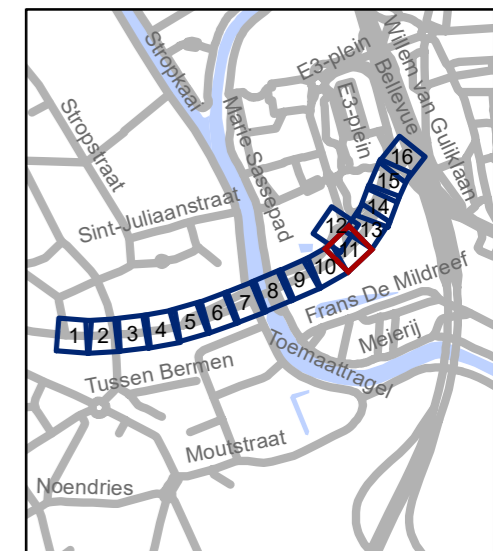 Willem van Guliklaan
Bellevue
E3-plein
E3-plein
Stropkaai
Marie Sassepad
Stropstraat
Sint-Juliaanstraat
16
15
14
13
12
11
10
9
8
7
6
5
4
3
2
1
Frans De Mildreef
Meierij
Toemaattragel
Tussen Bermen
Moutstraat
Noendries